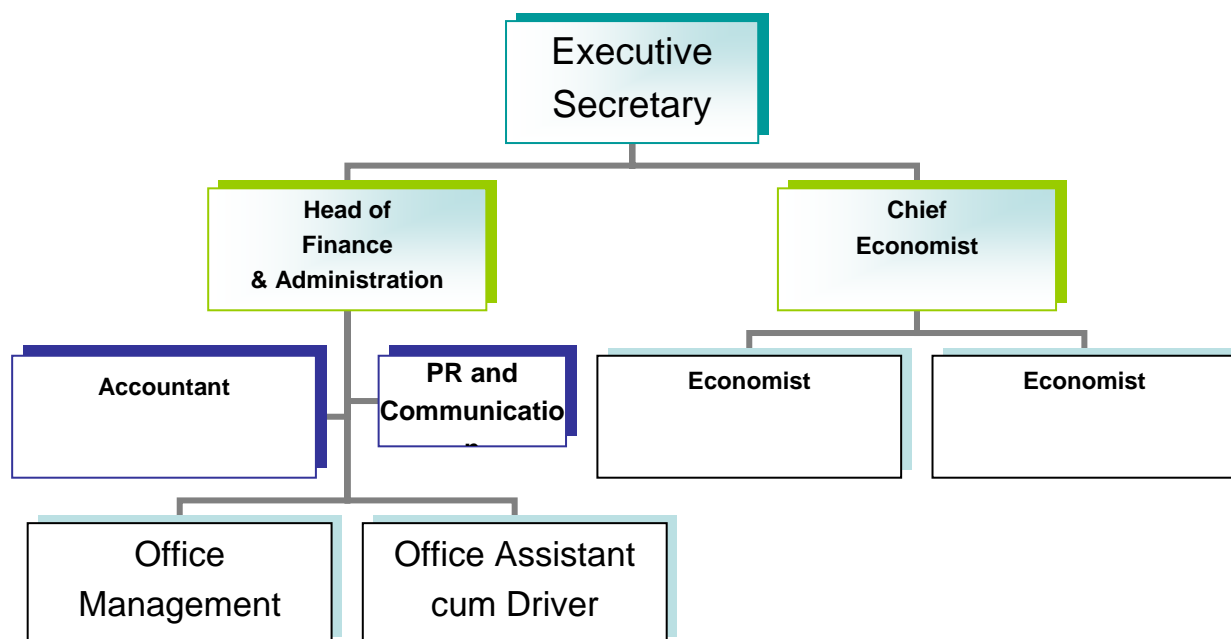 Executive
Secretary
Head of
Finance
& Administration
Chief
Economist
Accountant
PR and
Communicatio
Economist
Economist
Office
Management
Office Assistant
cum Driver